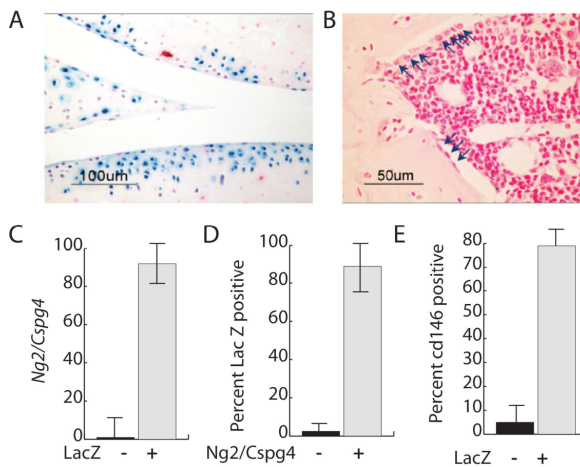 A
100um
B
50um
C
Ng2/Cspg4
100
80
60
40
20
0
LacZ - +
D
Percent Lac Z positive
100
80
60
40
20
0
Ng2/Cspg4 - +
E
Percent cd146 positive
80
70
60
50
40
30
20
10
0
LacZ - +